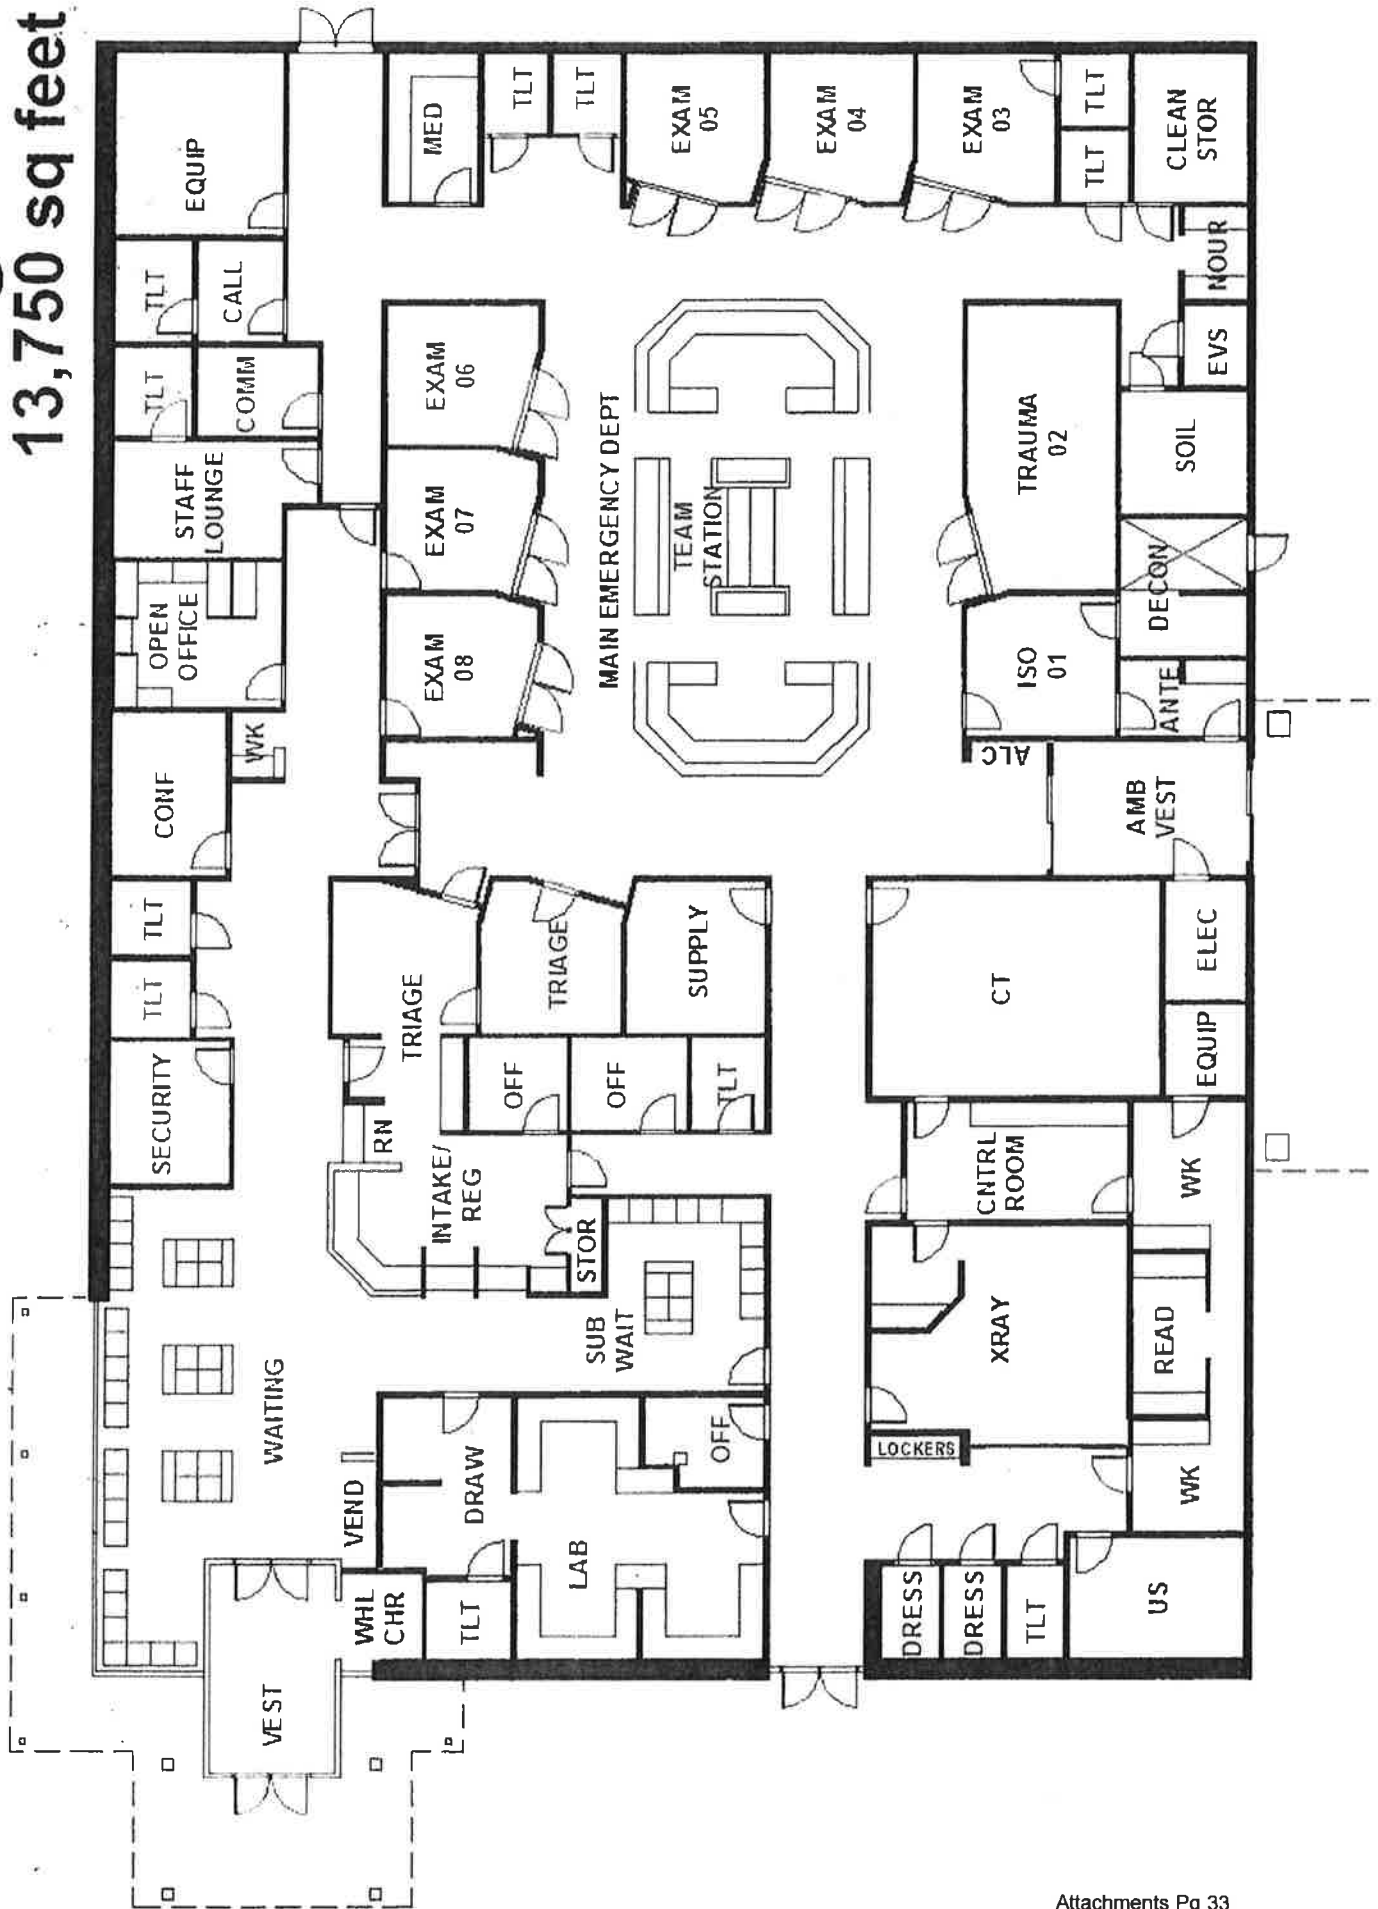 13,750 sq feet
EQUIP
MED
TLT
TLT
EXAM
05
EXAM
04
EXAM
03
TLT
TLT
CLEAN
STOR
TLT
CALL
NOUR
TLT
COMM
EXAM
06
EVS
STAFF
LOUNGE
EXAM
07
MAIN EMERGENCY DEPT
TEAM
STATION
TRAUMA
02
SOIL
OPEN
OFFICE
EXAM
08
ISO
01
DECON
ANTE
WK
CONF
ALC
AMB
VEST
TLT
TLT
TRIAGE
TRIAGE
SUPPLY
CT
ELEC
EQUIP
SECURITY
OFF
OFF
TLT
RN
INTAKE/
REG
STOR
CNTRL
ROOM
WK
SUB
WAIT
XRAY
READ
WAITING
VEND
DRAW
OFF
LOCKERS
WK
LAB
WHL
CHR
TLT
DRESS
DRESS
TLT
US
VEST
Attachments Pg 33